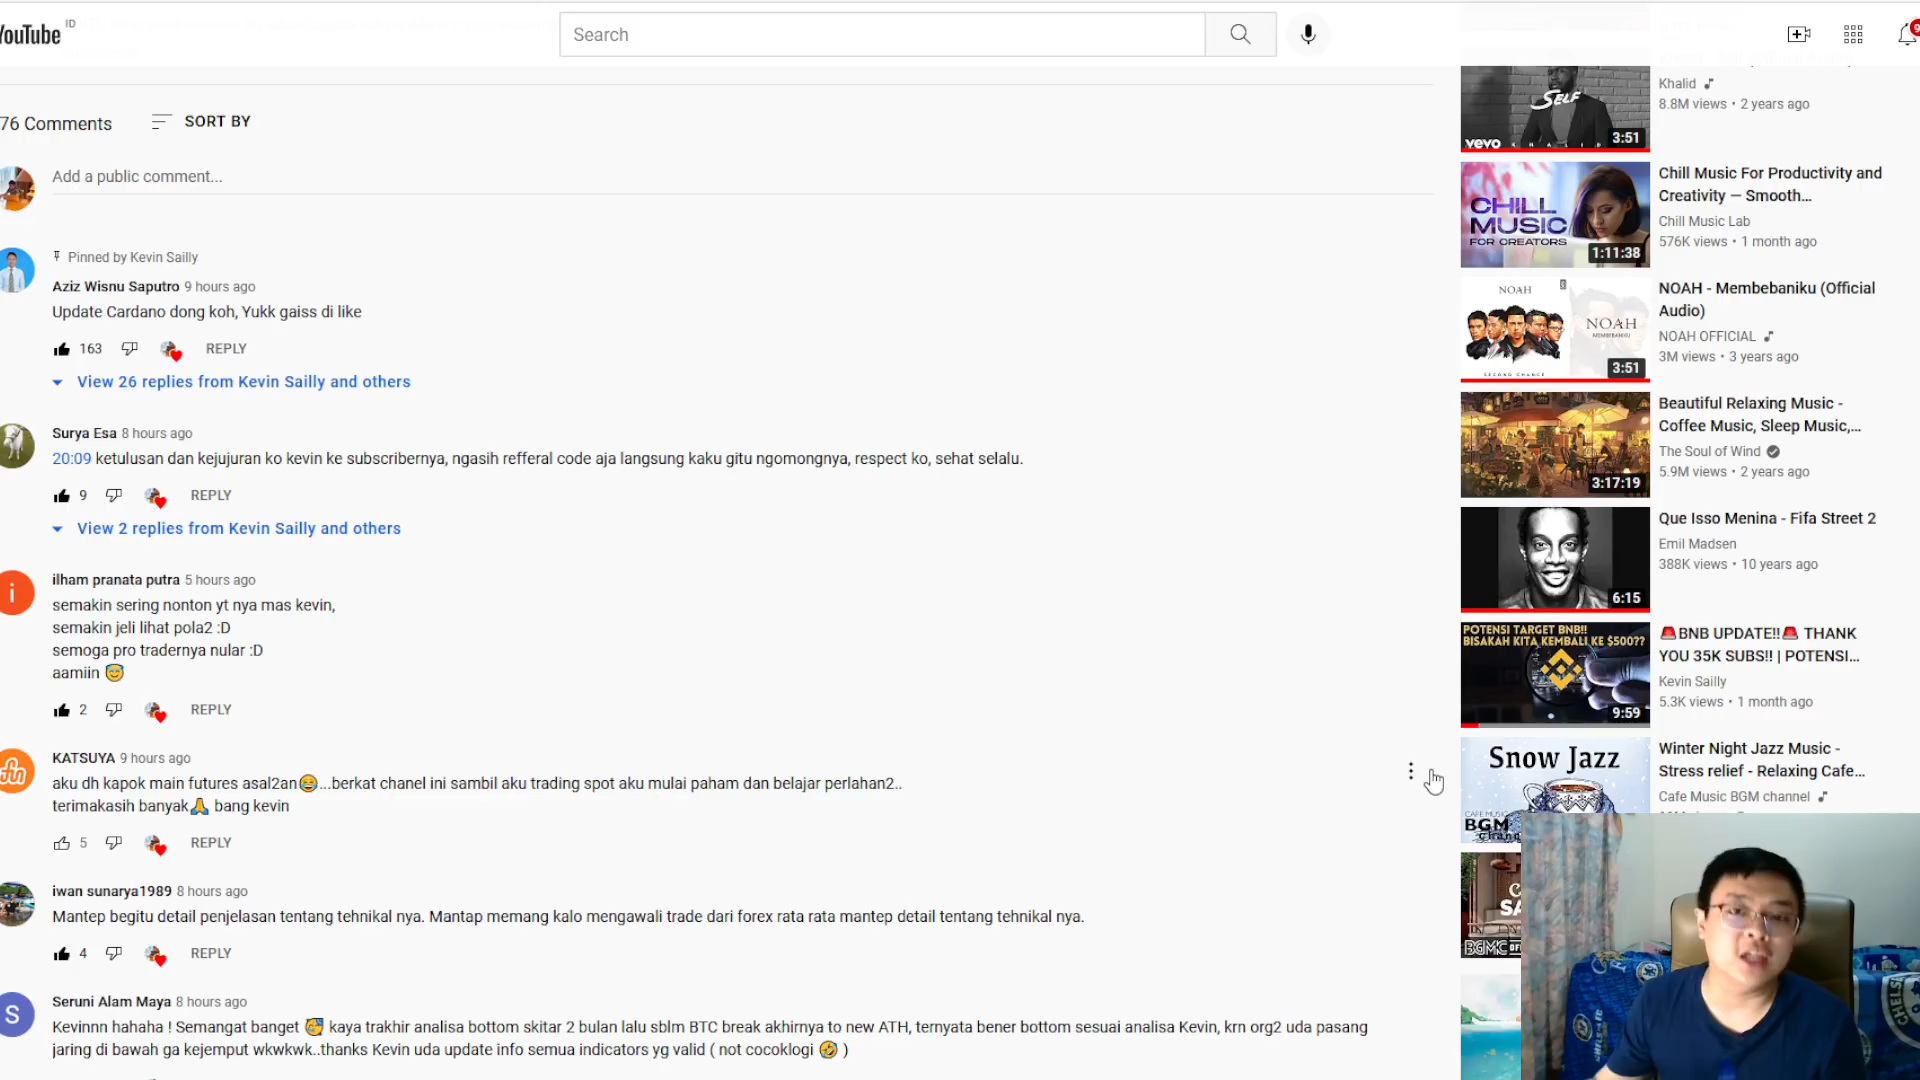 YouTube ID
Search
9
76 Comments
SORT BY
Add a public comment...
Pinned by Kevin Sailly
Aziz Wisnu Saputro 9 hours ago
Update Cardano dong koh, Yukk gaiss di like
163 REPLY
View 26 replies from Kevin Sailly and others
Surya Esa 8 hours ago
20:09 ketulusan dan kejujuran ko kevin ke subscribernya, ngasih refferal code aja langsung kaku gitu ngomongnya, respect ko, sehat selalu.
9 REPLY
View 2 replies from Kevin Sailly and others
i
ilham pranata putra 5 hours ago
semakin sering nonton yt nya mas kevin,
semakin jeli lihat pola2 :D
semoga pro tradernya nular :D
aamiin 😇
2 REPLY
KATSUYA 9 hours ago
aku dh kapok main futures asal2an😂...berkat chanel ini sambil aku trading spot aku mulai paham dan belajar perlahan2..
terimakasih banyak🙏 bang kevin
5 REPLY
iwan sunarya1989 8 hours ago
Mantep begitu detail penjelasan tentang tehnikal nya. Mantap memang kalo mengawali trade dari forex rata rata mantep detail tentang tehnikal nya.
4 REPLY
S
Seruni Alam Maya 8 hours ago
Kevinnn hahaha ! Semangat banget 🥳 kaya trakhir analisa bottom skitar 2 bulan lalu sblm BTC break akhirnya to new ATH, ternyata bener bottom sesuai analisa Kevin, krn org2 uda pasang
jaring di bawah ga kejemput wkwkwk..thanks Kevin uda update info semua indicators yg valid ( not cocoklogi 🤣 )
SELF
vevo KHALID
3:51
Khalid
8.8M views • 2 years ago
CHILL
MUSIC
FOR CREATORS
1:11:38
Chill Music For Productivity and
Creativity — Smooth...
Chill Music Lab
576K views • 1 month ago
NOAH
NOAH
MEMBEBANIKU
SECOND CHANCE
3:51
NOAH - Membebaniku (Official
Audio)
NOAH OFFICIAL
3M views • 3 years ago
3:17:19
Beautiful Relaxing Music -
Coffee Music, Sleep Music,...
The Soul of Wind
5.9M views • 2 years ago
6:15
Que Isso Menina - Fifa Street 2
Emil Madsen
388K views • 10 years ago
POTENSI TARGET BNB!!
BISAKAH KITA KEMBALI KE $500??
9:59
🚨BNB UPDATE!!🚨 THANK
YOU 35K SUBS!! | POTENSI...
Kevin Sailly
5.3K views • 1 month ago
Snow Jazz
CAFE MUSIC
BGM
Winter Night Jazz Music -
Stress relief - Relaxing Cafe...
Cafe Music BGM channel
BGMC
CHELSEA